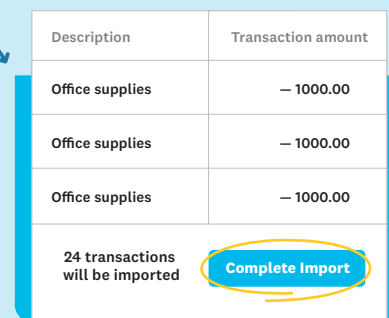 Description Transaction amount
Office supplies — 1000.00
Office supplies — 1000.00
Office supplies — 1000.00
24 transactions
will be imported
Complete Import